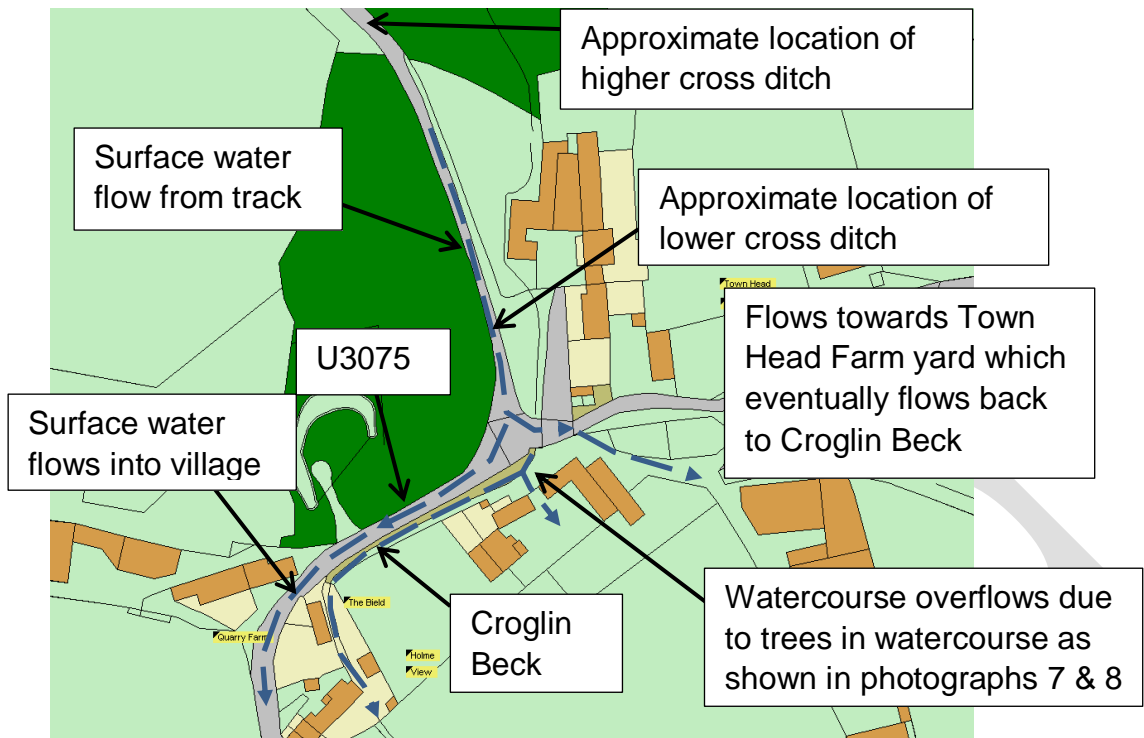 Approximate location of
higher cross ditch
Surface water
flow from track
Approximate location of
lower cross ditch
Town Head
Flows towards Town
Head Farm yard which
eventually flows back
to Croglin Beck
U3075
Surface water
flows into village
The Bield
Quarry Farm
Holme
View
Croglin
Beck
Watercourse overflows due
to trees in watercourse as
shown in photographs 7 & 8